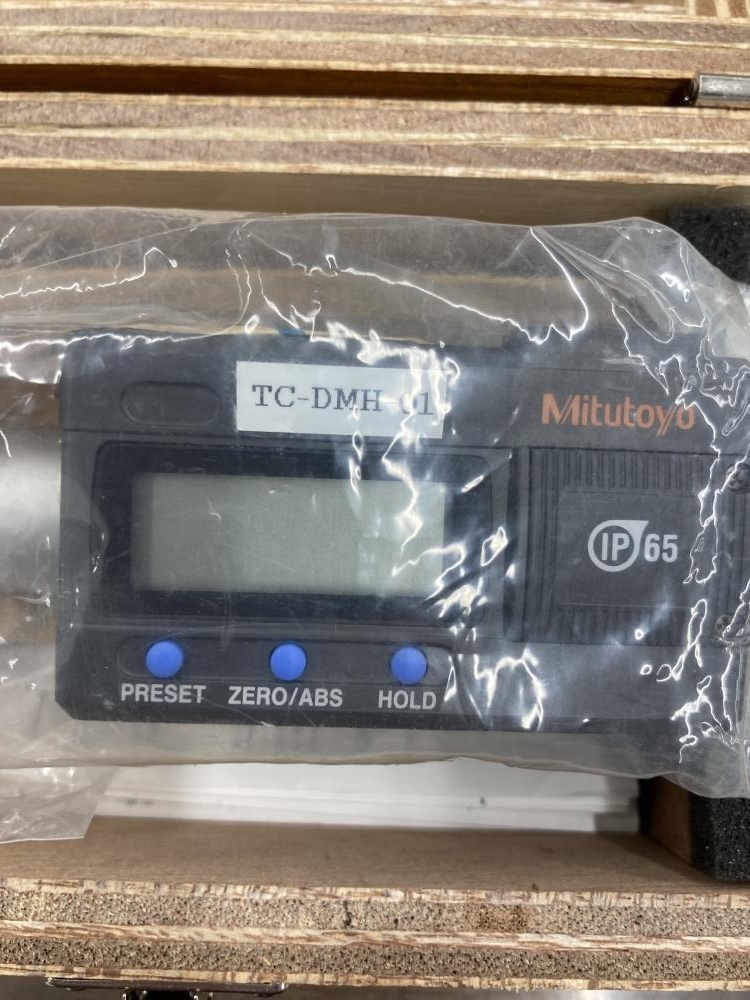 TC-DMH-01
Mitutoyo
IP65
PRESET ZERO/ABS HOLD